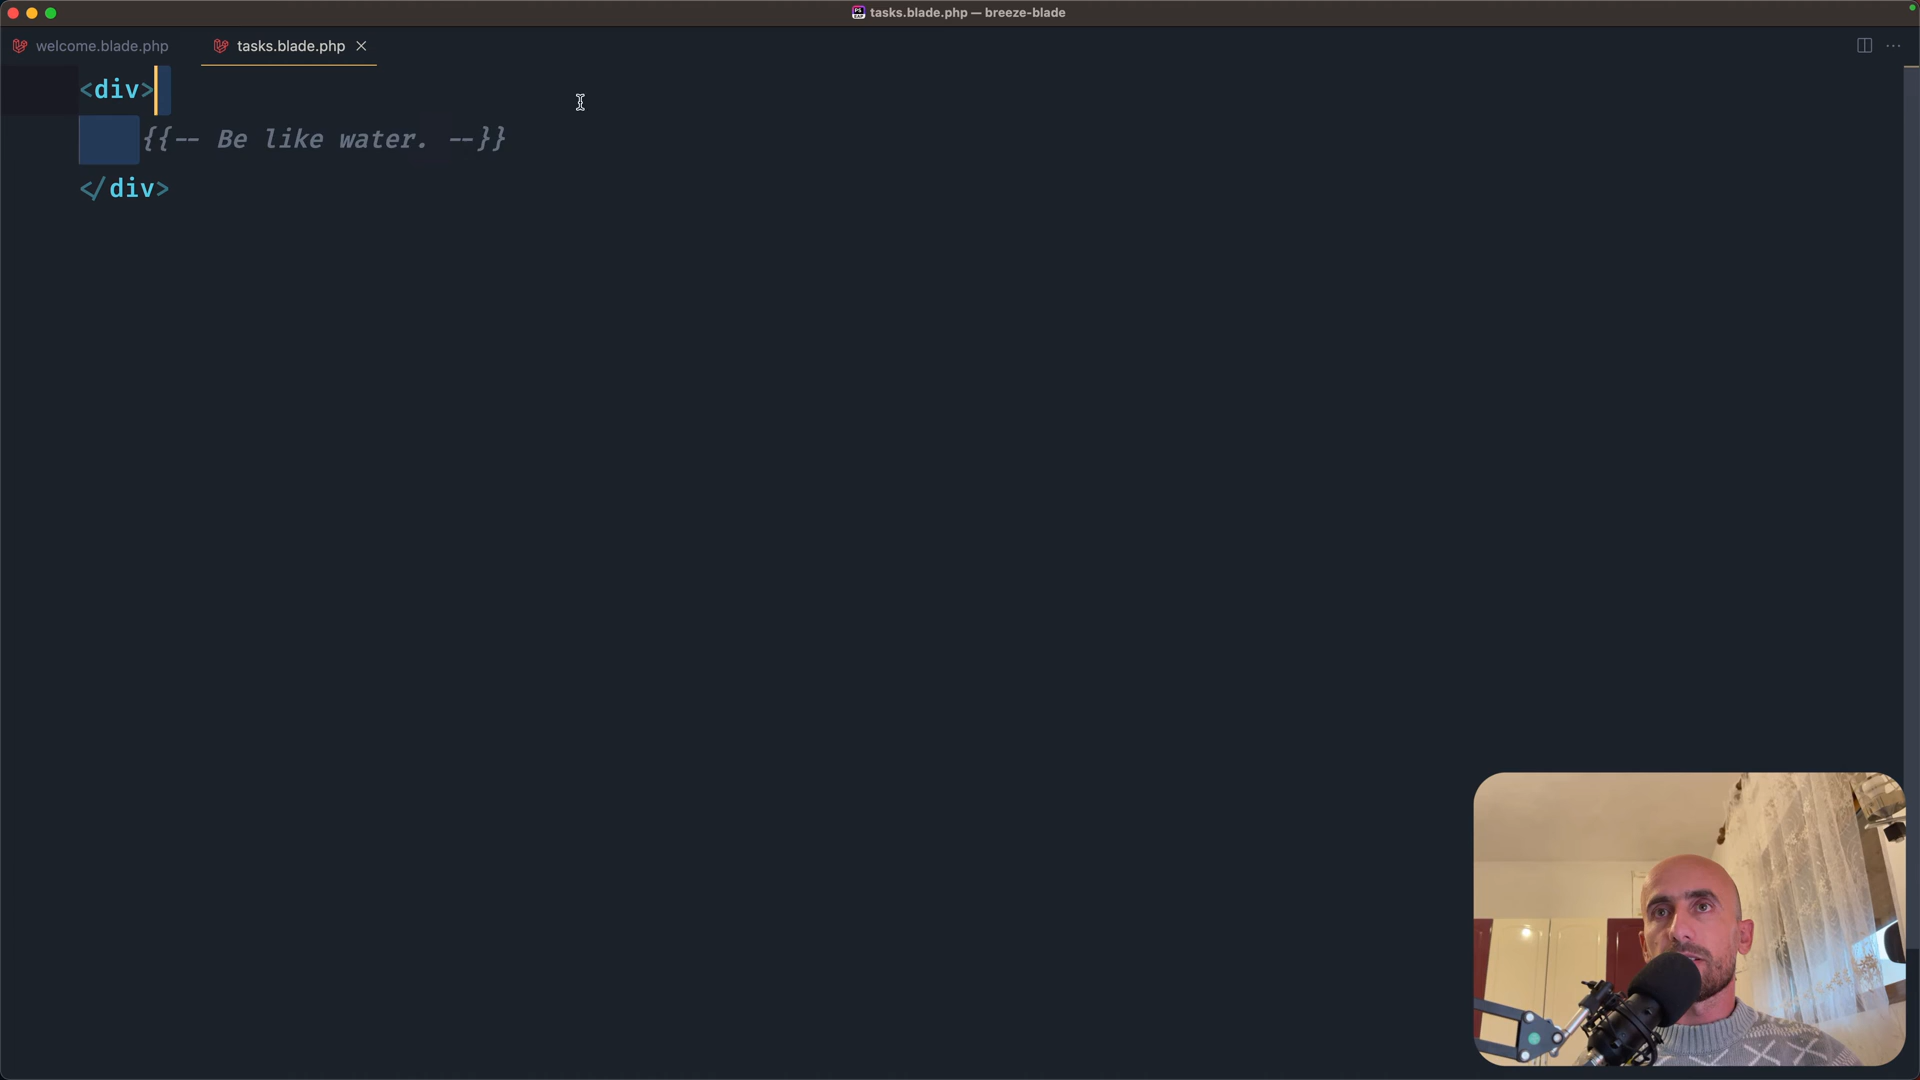 tasks.blade.php — breeze-blade
welcome.blade.php
tasks.blade.php
<div>
{{-- Be like water. --}}
</div>